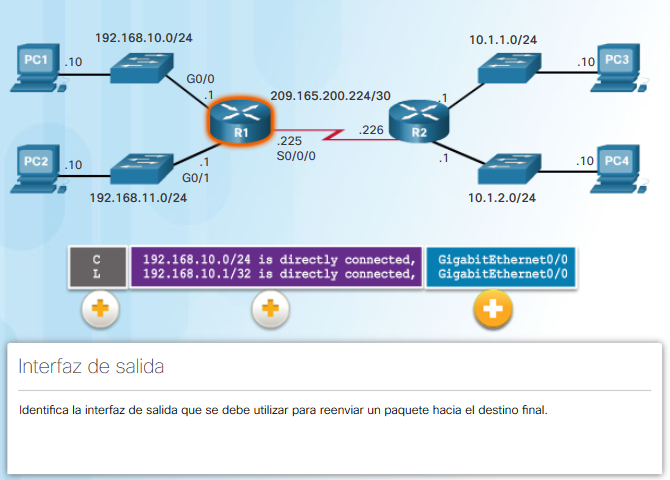 192.168.10.0/24
10.1.1.0/24
PC1
.10
G0/0
.1
209.165.200.224/30
.1
.10
PC3
R1
.225
S0/0/0
.226
R2
PC2
.10
.1
G0/1
192.168.11.0/24
.1
10.1.2.0/24
.10
PC4
C 192.168.10.0/24 is directly connected, GigabitEthernet0/0
L 192.168.10.1/32 is directly connected, GigabitEthernet0/0
Interfaz de salida
Identifica la interfaz de salida que se debe utilizar para reenviar un paquete hacia el destino final.